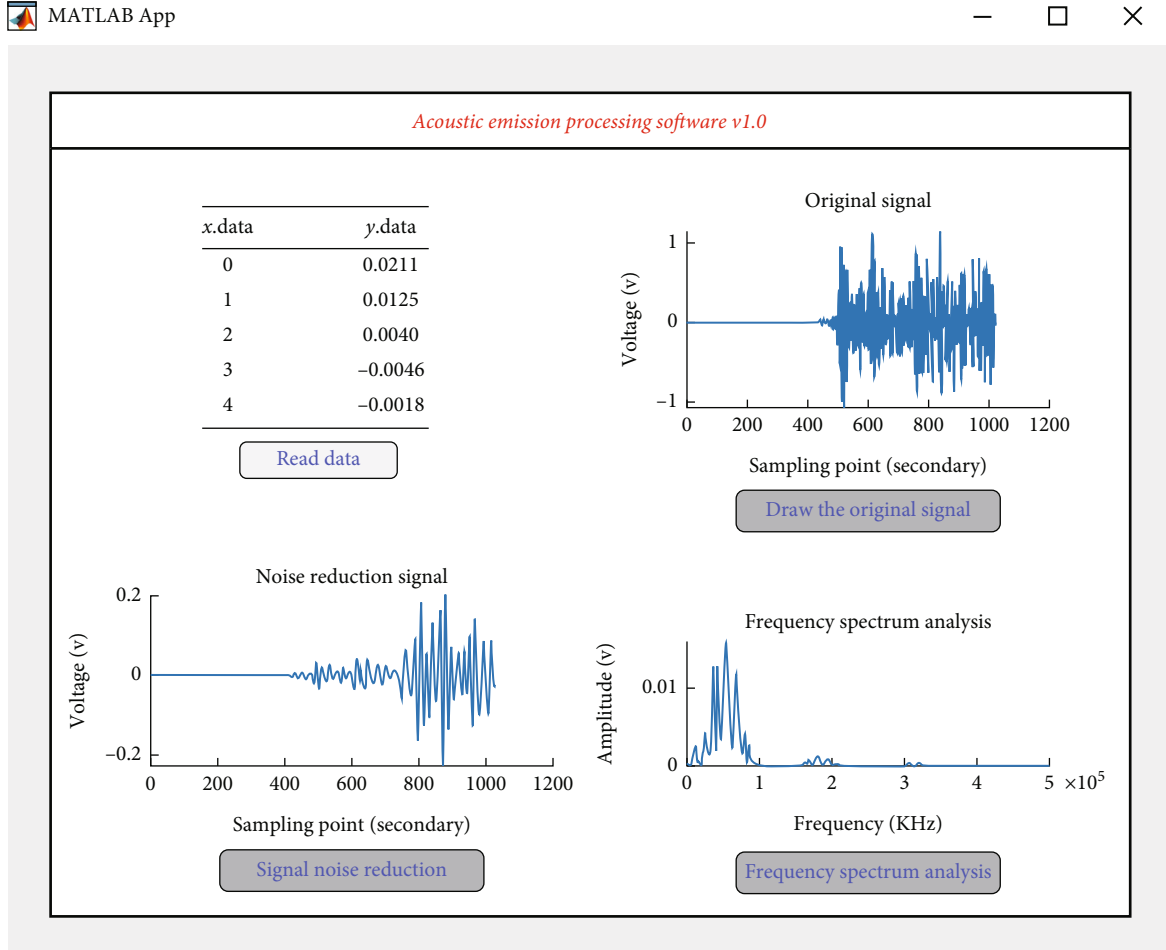 MATLAB App
Acoustic emission processing software v1.0
x.data y.data
0 0.0211
1 0.0125
2 0.0040
3 –0.0046
4 –0.0018
Read data
Original signal
Voltage (v)
1
0
–1
0 200 400 600 800 1000 1200
Sampling point (secondary)
Draw the original signal
Noise reduction signal
Voltage (v)
0.2
0
–0.2
0 200 400 600 800 1000 1200
Sampling point (secondary)
Signal noise reduction
Frequency spectrum analysis
Amplitude (v)
0.01
0
0 1 2 3 4 5 ×10⁵
Frequency (KHz)
Frequency spectrum analysis